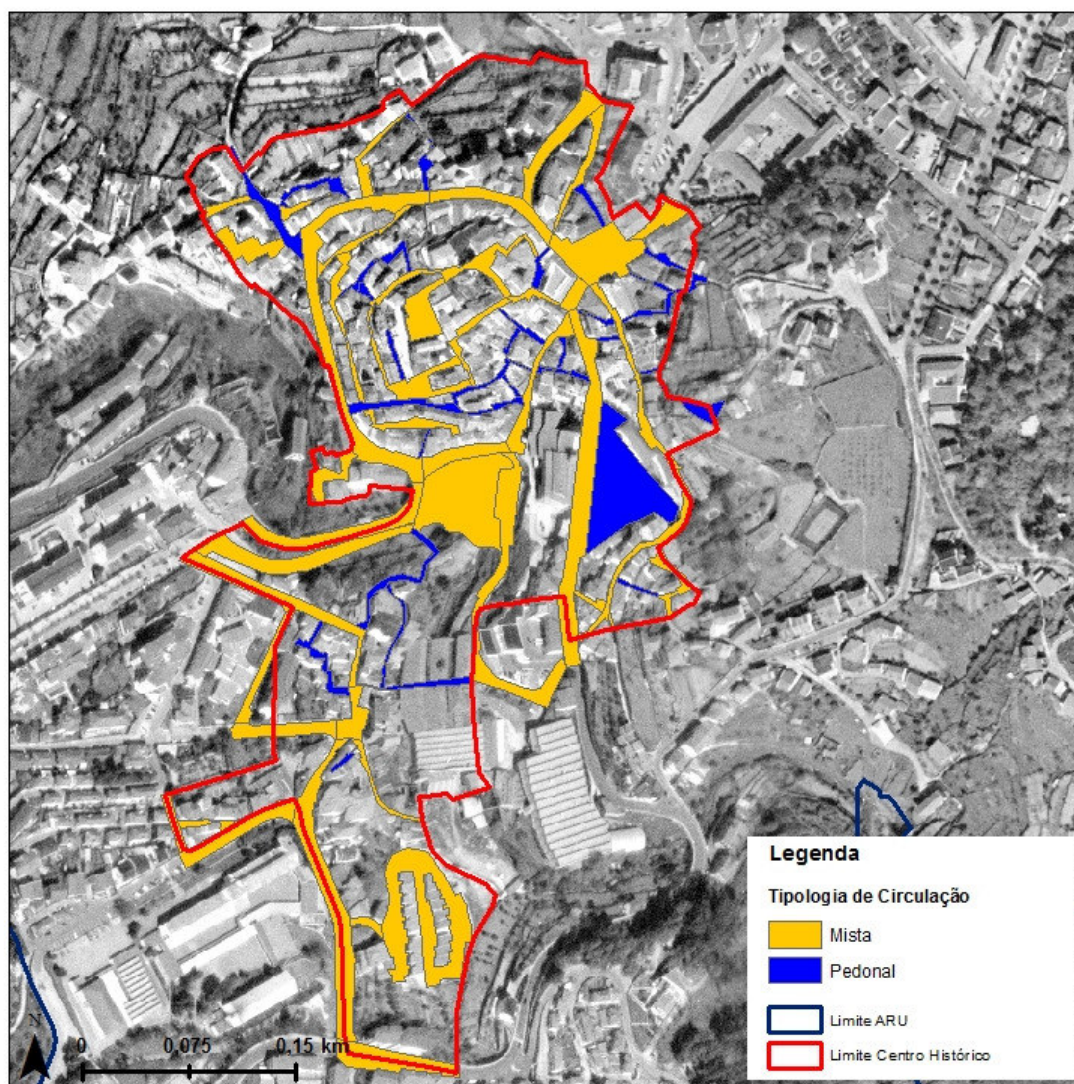 Legenda
Tipologia de Circulação
Mista
Pedonal
Limite ARU
Limite Centro Histórico
N
0 0,075 0,15 km